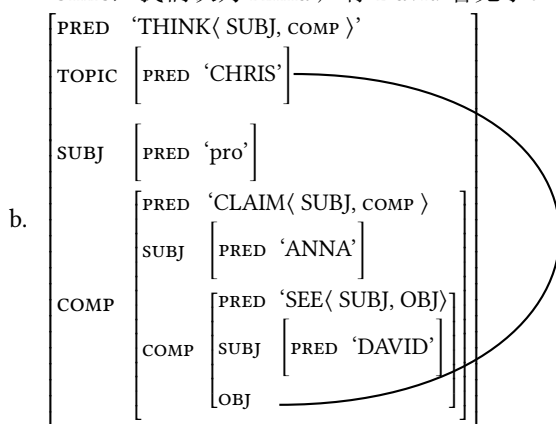 PRED ‘THINK⟨ SUBJ, COMP ⟩’
TOPIC [PRED ‘CHRIS’]
SUBJ [PRED ‘pro’]
b.
PRED ‘CLAIM⟨ SUBJ, COMP ⟩
SUBJ [PRED ‘ANNA’]
COMP
PRED ‘SEE⟨ SUBJ, OBJ⟩
COMP SUBJ [PRED ‘DAVID’]
OBJ